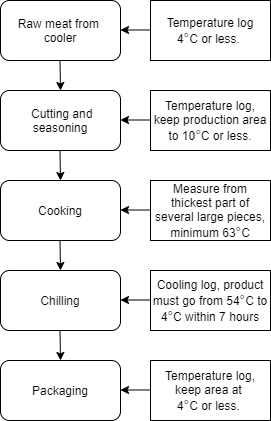 Raw meat from
cooler
Temperature log
4°C or less.
Cutting and
seasoning
Temperature log,
keep production area
to 10°C or less.
Cooking
Measure from
thickest part of
several large pieces,
minimum 63°C
Chilling
Cooling log, product
must go from 54°C to
4°C within 7 hours
Packaging
Temperature log,
keep area at
4°C or less.